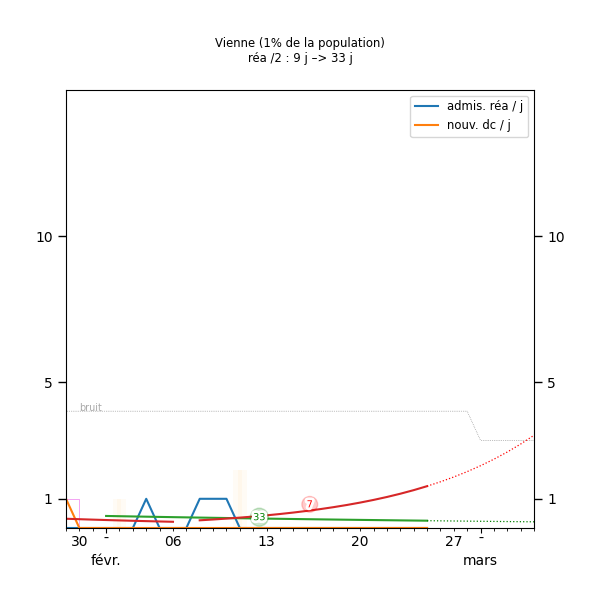 Vienne (1% de la population)
réa /2 : 9 j –> 33 j
admis. réa / j
nouv. dc / j
10 10
5 5
bruit
1 1
33 7
30 - 06 13 20 27 -
févr. mars